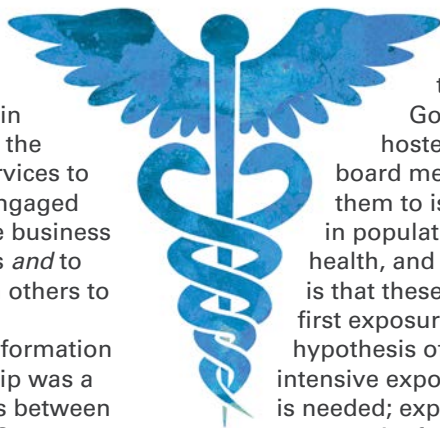 in
the
rvices to
ngaged
e business
s and to
others to
formation
ip was a
s between
t
Go
hoste
board me
them to is
in populat
health, and
is that these
first exposur
hypothesis of
intensive expo
is needed; exp